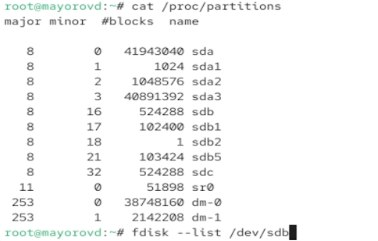 root@mayorovd:~# cat /proc/partitions
major minor  #blocks  name

   8        0   41943040 sda
   8        1       1024 sda1
   8        2    1048576 sda2
   8        3   40891392 sda3
   8       16     524288 sdb
   8       17     102400 sdb1
   8       18          1 sdb2
   8       21     103424 sdb5
   8       32     524288 sdc
  11        0      51898 sr0
 253        0   38748160 dm-0
 253        1    2142208 dm-1
root@mayorovd:~# fdisk --list /dev/sdb